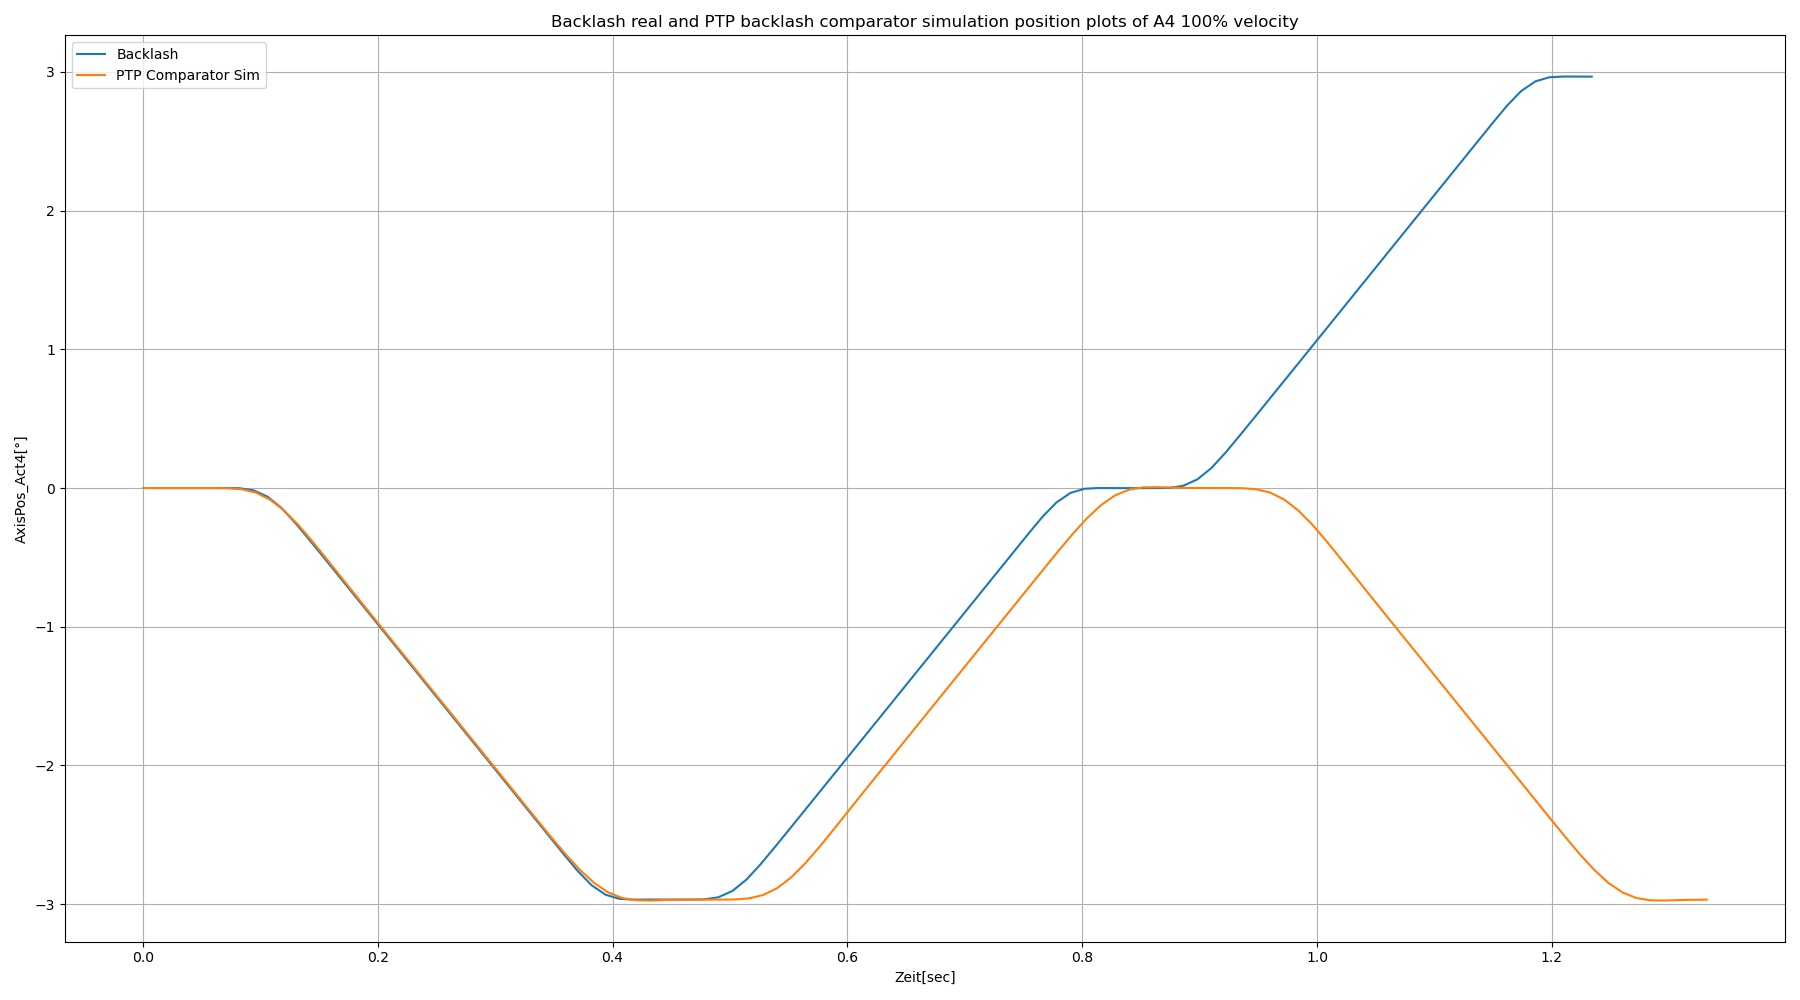 Backlash real and PTP backlash comparator simulation position plots of A4 100% velocity
Backlash
PTP Comparator Sim
AxisPos_Act4[°]
3
2
1
0
−1
−2
−3
0.0
0.2
0.4
0.6
0.8
1.0
1.2
Zeit[sec]